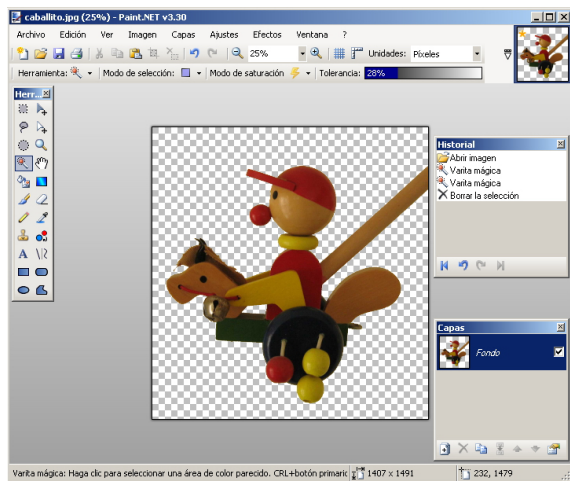 caballito.jpg (25%) - Paint.NET v3.30
Archivo Edición Ver Imagen Capas Ajustes Efectos Ventana ?
25% Unidades: Píxeles
Herramienta: Modo de selección: Modo de saturación Tolerancia: 28%
Herr...
Historial
Abrir imagen
Varita mágica
Varita mágica
Borrar la selección
Capas
Fondo
Varita mágica: Haga clic para seleccionar una área de color parecido. CRL+botón primaric 1407 x 1491 232, 1479